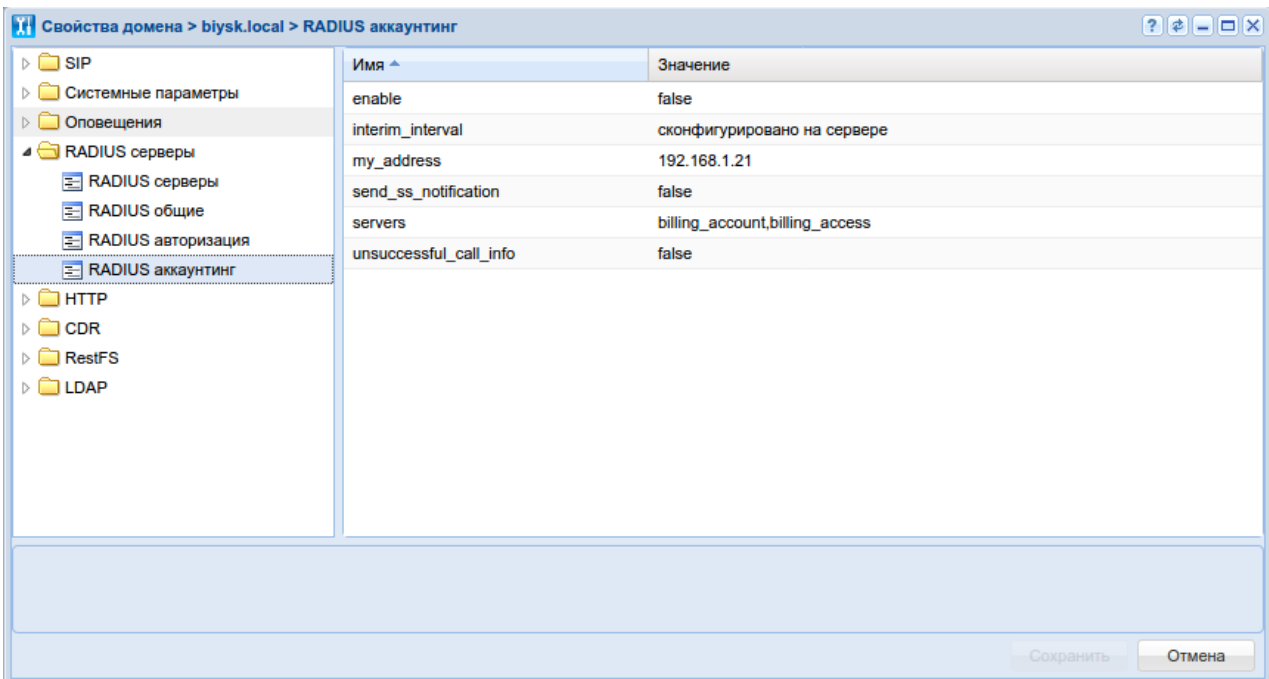 Свойства домена > biysk.local > RADIUS аккаунтинг
?
SIP
Системные параметры
Оповещения
RADIUS серверы
RADIUS серверы
RADIUS общие
RADIUS авторизация
RADIUS аккаунтинг
HTTP
CDR
RestFS
LDAP
Имя Значение
enable false
interim_interval сконфигурировано на сервере
my_address 192.168.1.21
send_ss_notification false
servers billing_account,billing_access
unsuccessful_call_info false
Сохранить Отмена